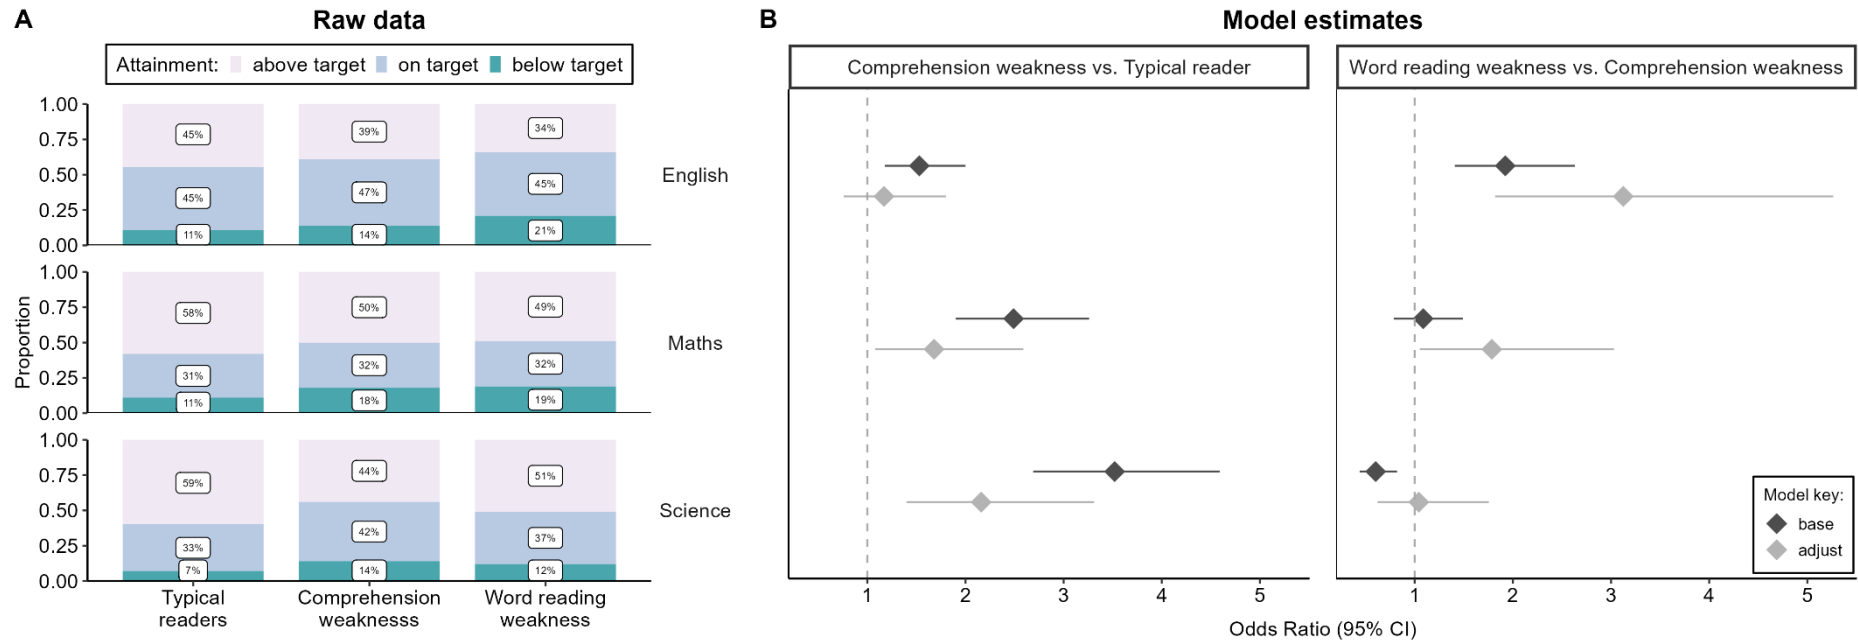 A
Raw data
Attainment: above target on target below target
1.00
0.75
0.50
0.25
0.00
45%
45%
11%
39%
47%
14%
34%
45%
21%
English
1.00
0.75
0.50
0.25
0.00
58%
31%
11%
50%
32%
18%
49%
32%
19%
Maths
1.00
0.75
0.50
0.25
0.00
59%
33%
7%
44%
42%
14%
51%
37%
12%
Science
Proportion
Typical
readers
Comprehension
weaknesss
Word reading
weakness
B
Model estimates
Comprehension weakness vs. Typical reader
Word reading weakness vs. Comprehension weakness
Model key:
base
adjust
1 2 3 4 5
1 2 3 4 5
Odds Ratio (95% CI)